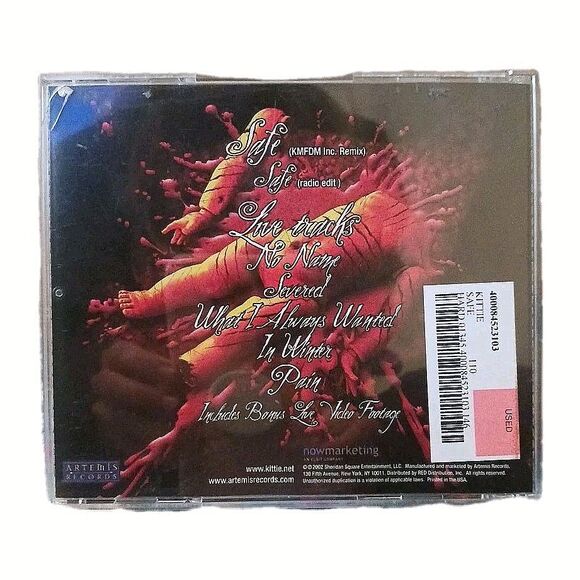 Safe (KMFDM Inc. Remix)
Safe (radio edit)
Live tracks
No Name
Severed
What I Always Wanted
In Winter
Pain
Includes Bonus Live Video Footage
nowmarketing
www.kittie.net
www.artemisrecords.com
©℗ 2002 Sheridan Square Entertainment, LLC. Manufactured and marketed by Artemis Records,
130 Fifth Avenue, New York, NY 10011. Distributed by RED Distribution, Inc. All rights reserved.
Unauthorized duplication is a violation of applicable laws. Printed in the USA.
ARTEMIS
RECORDS
400084523103
KITTIE
SAFE
USED